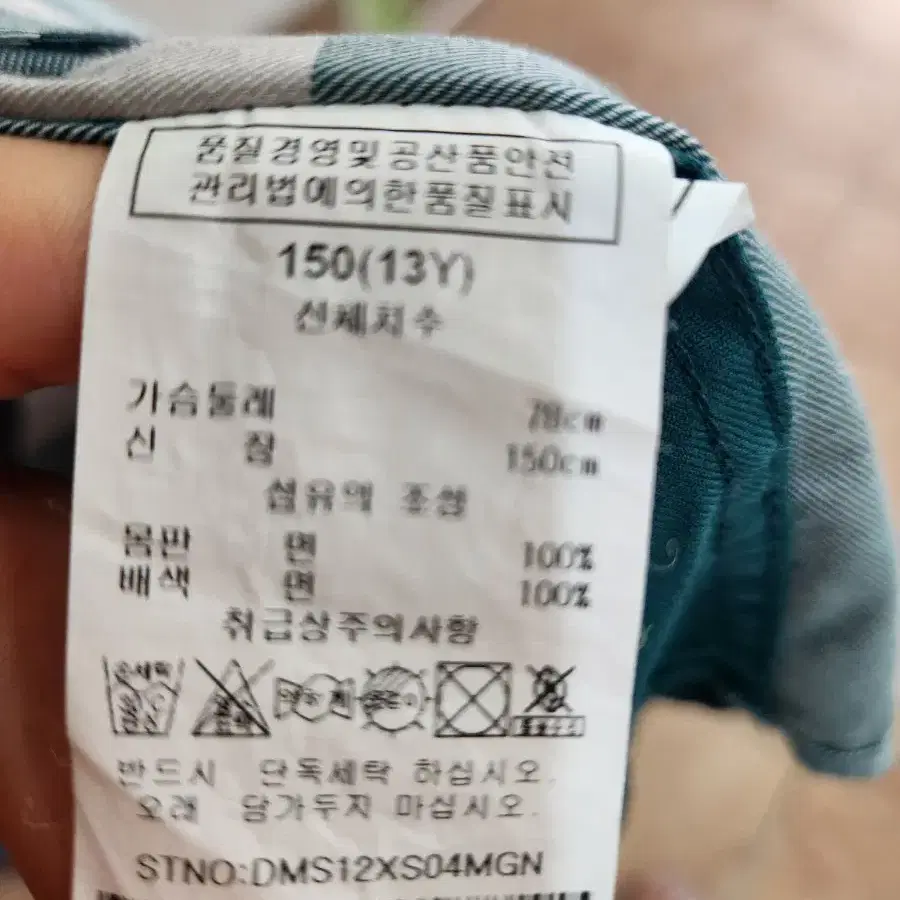 품질경영및공산품안전
관리법에의한품질표시
150(13Y)
신체치수
가슴둘레 78cm
신 장 150cm
섬유의 조성
몸판 면 100%
배색 면 100%
취급상주의사항
손세탁
반드시 단독세탁 하십시오.
오래 담가두지 마십시오.
STNO:DMS12XS04MGN